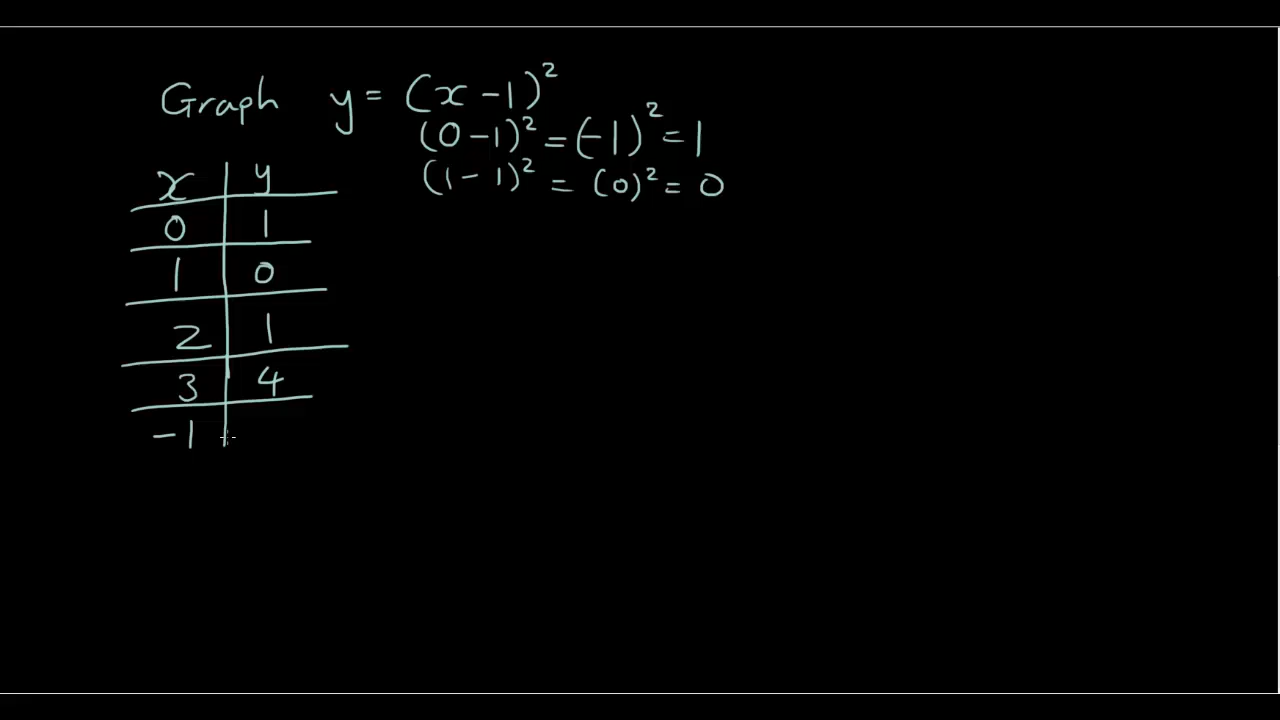 Graph y = (x - 1)²
(0 - 1)² = (-1)² = 1
(1 - 1)² = (0)² = 0
x y
0 1
1 0
2 1
3 4
-1